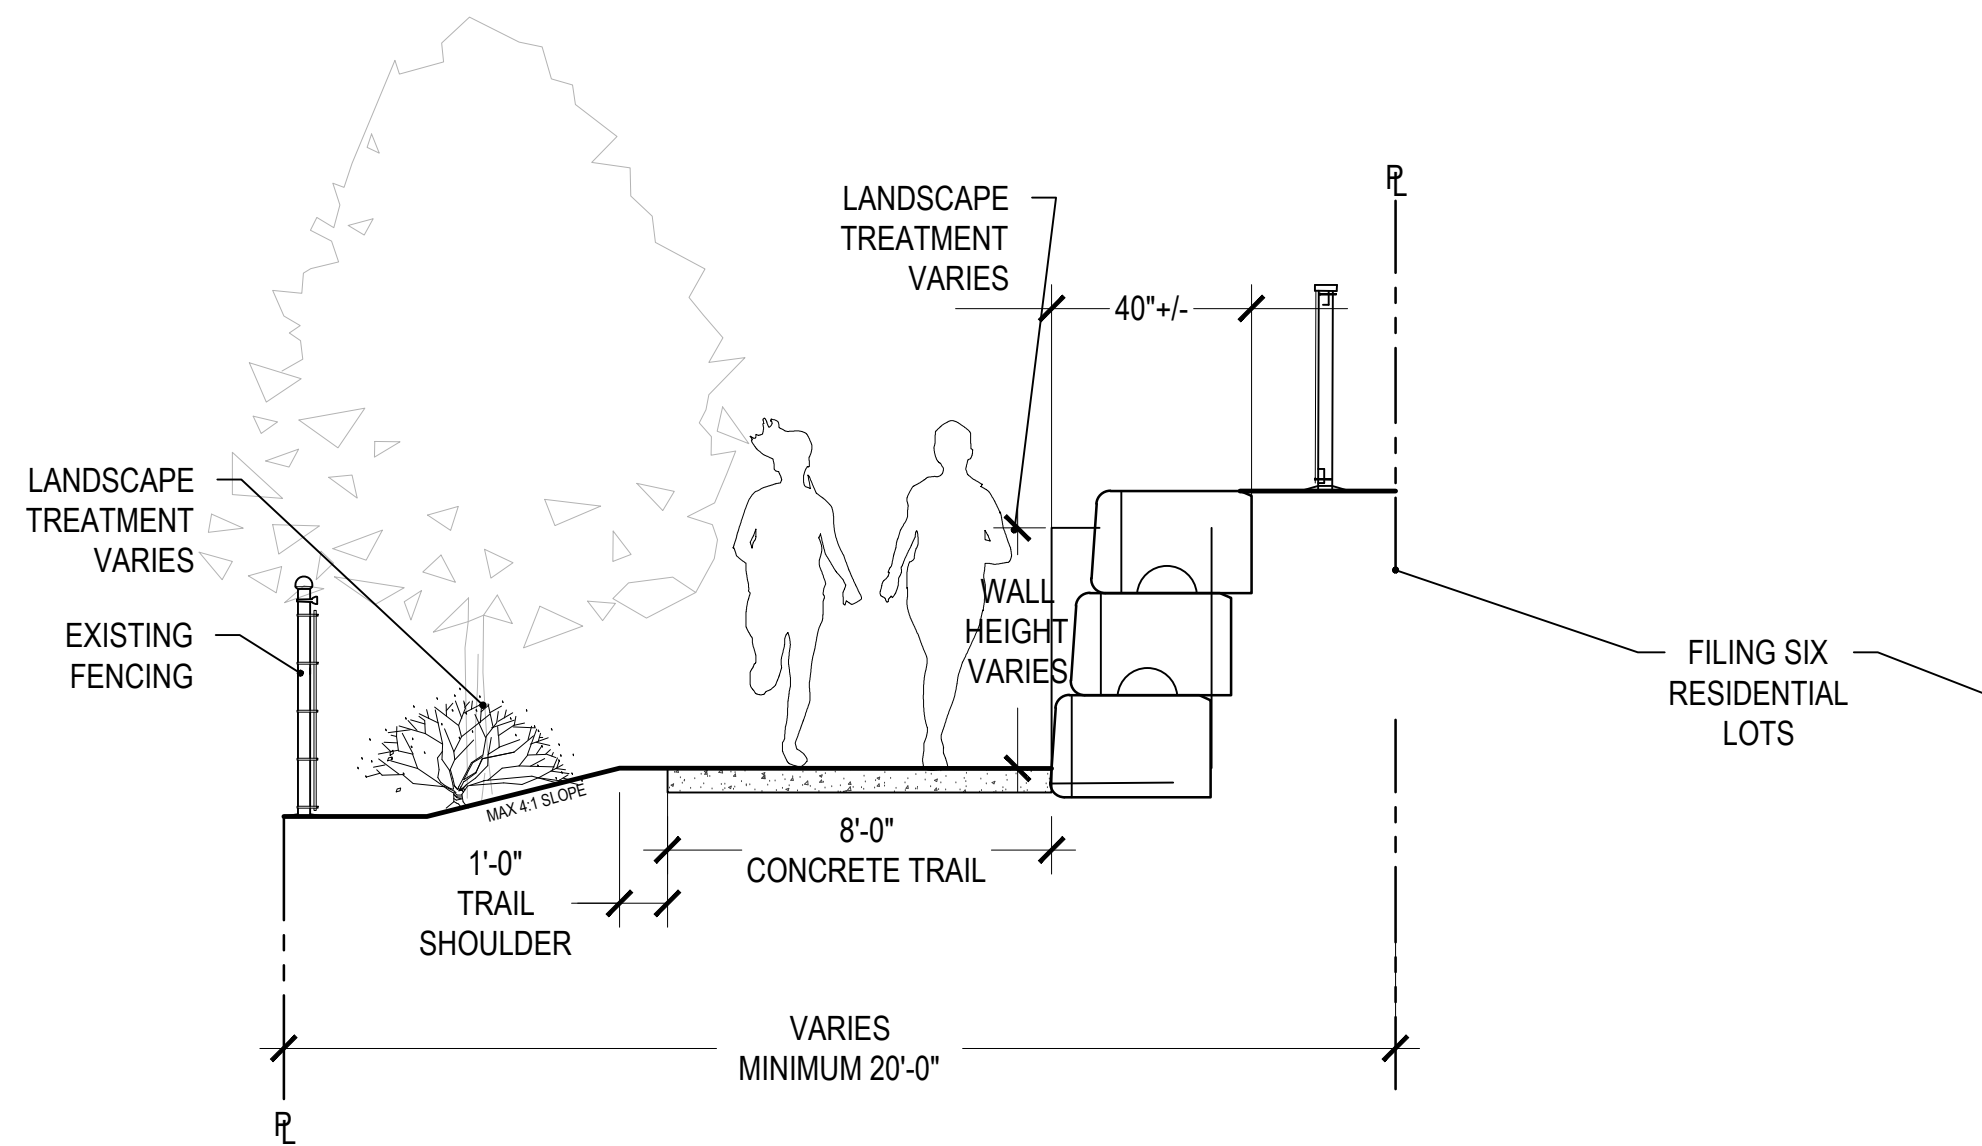 LANDSCAPE
TREATMENT
VARIES
PL
40"+/-
LANDSCAPE
TREATMENT
VARIES
EXISTING
FENCING
WALL
HEIGHT
VARIES
FILING SIX
RESIDENTIAL
LOTS
MAX 4:1 SLOPE
8'-0"
CONCRETE TRAIL
1'-0"
TRAIL
SHOULDER
VARIES
MINIMUM 20'-0"
PL